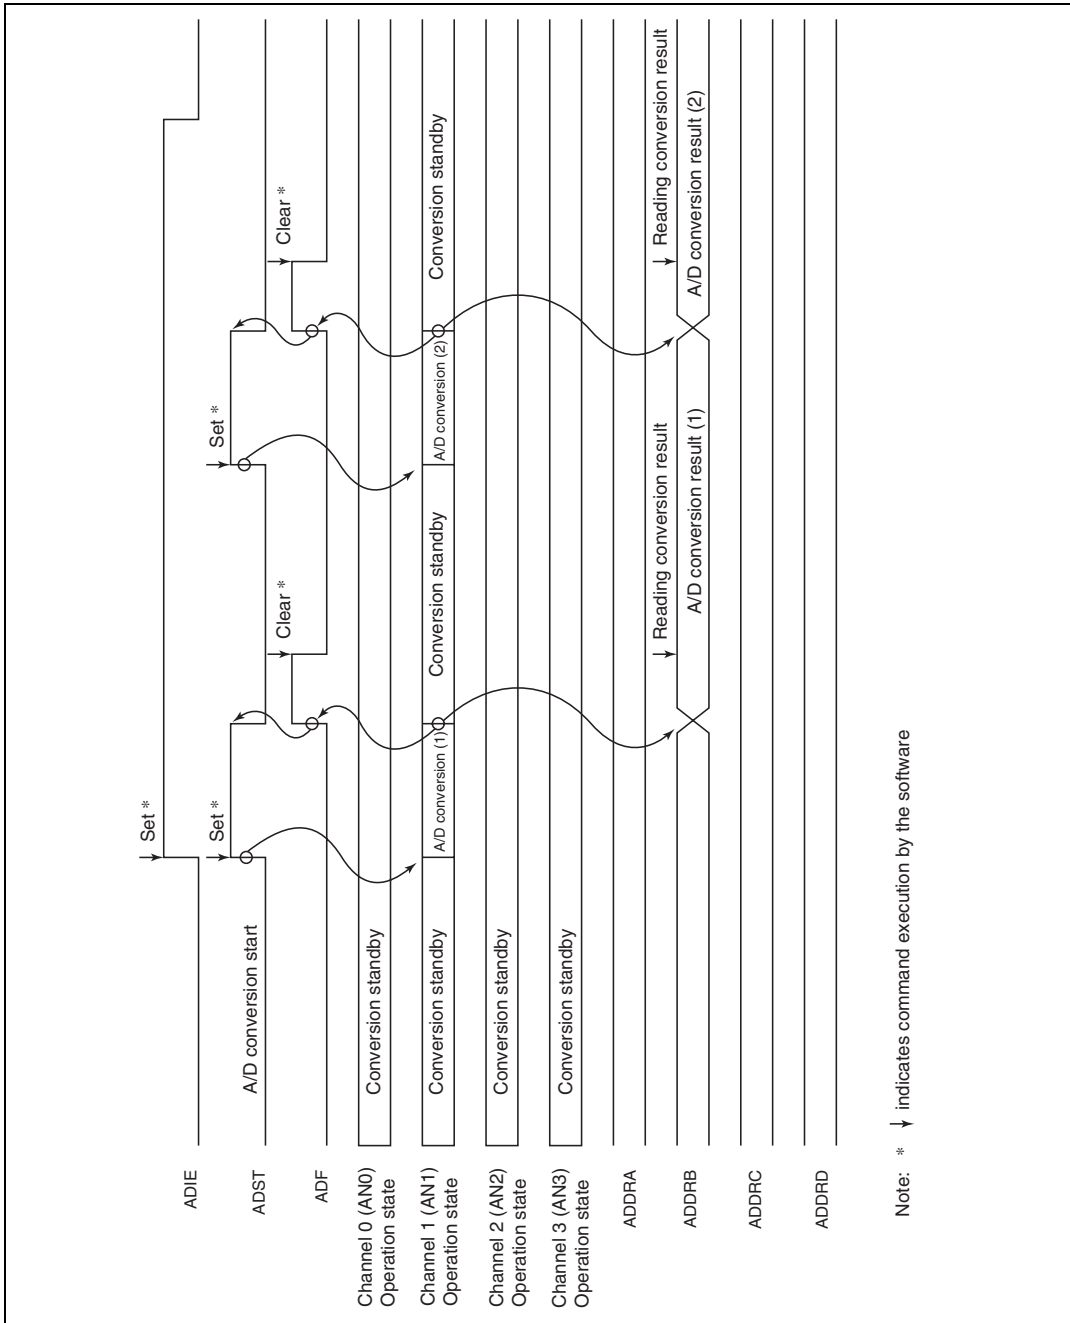 Set *
ADIE
A/D conversion start
Set *
Set *
ADST
Clear *
Clear *
ADF
Channel 0 (AN0)
Operation state
Conversion standby
Channel 1 (AN1)
Operation state
Conversion standby
A/D conversion (1)
Conversion standby
A/D conversion (2)
Conversion standby
Channel 2 (AN2)
Operation state
Conversion standby
Channel 3 (AN3)
Operation state
Conversion standby
ADDRA
Reading conversion result
Reading conversion result
ADDRB
A/D conversion result (1)
A/D conversion result (2)
ADDRC
ADDRD
Note: * ↓ indicates command execution by the software